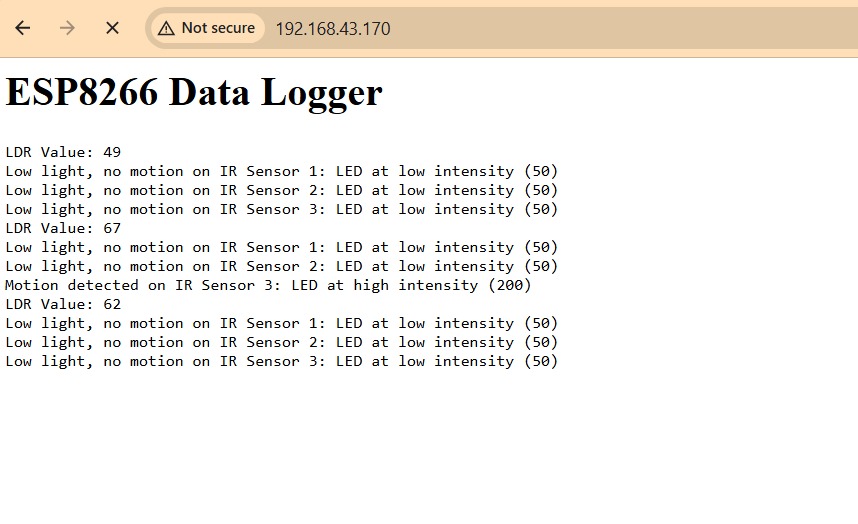 Not secure 192.168.43.170
ESP8266 Data Logger
LDR Value: 49
Low light, no motion on IR Sensor 1: LED at low intensity (50)
Low light, no motion on IR Sensor 2: LED at low intensity (50)
Low light, no motion on IR Sensor 3: LED at low intensity (50)
LDR Value: 67
Low light, no motion on IR Sensor 1: LED at low intensity (50)
Low light, no motion on IR Sensor 2: LED at low intensity (50)
Motion detected on IR Sensor 3: LED at high intensity (200)
LDR Value: 62
Low light, no motion on IR Sensor 1: LED at low intensity (50)
Low light, no motion on IR Sensor 2: LED at low intensity (50)
Low light, no motion on IR Sensor 3: LED at low intensity (50)